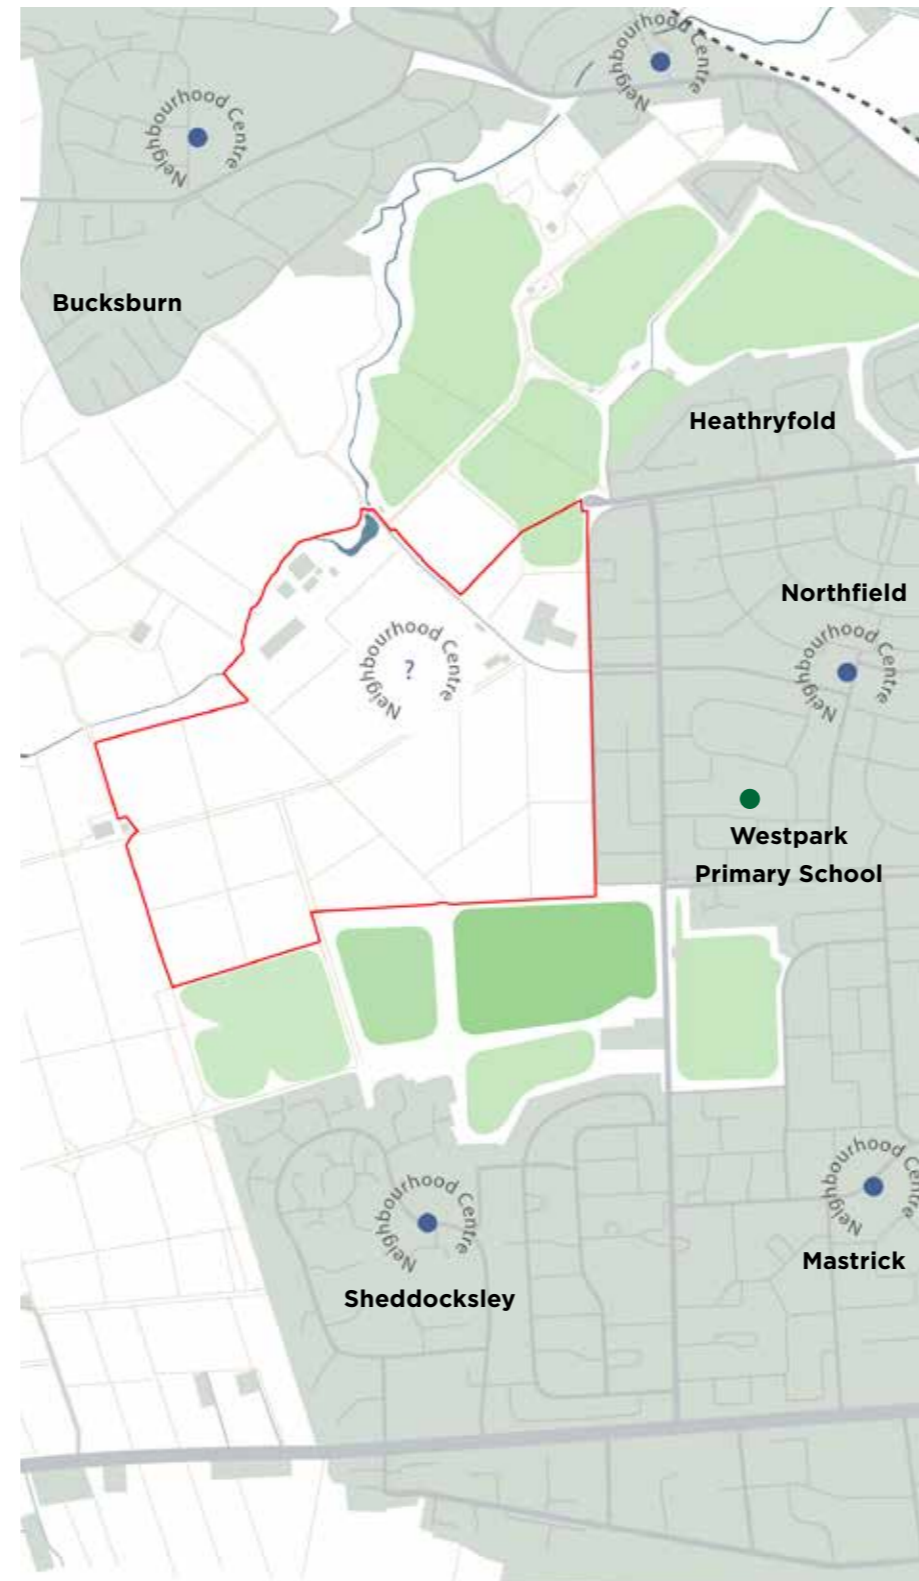 Neighbourhood Centre
Neighbourhood Centre
Bucksburn
Heathryfold
Northfield
Neighbourhood Centre
?
Neighbourhood Centre
Westpark
Primary School
Neighbourhood Centre
Neighbourhood Centre
Mastrick
Sheddocksley